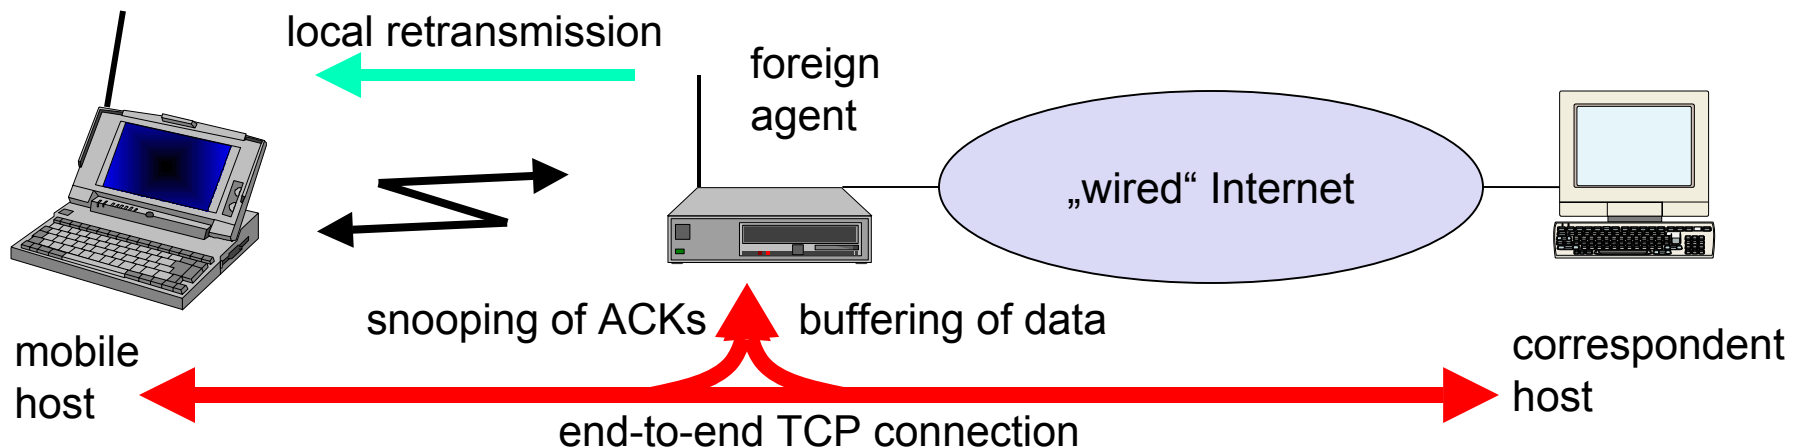 local retransmission
foreign
agent
„wired“ Internet
snooping of ACKs
buffering of data
mobile
host
correspondent
host
end-to-end TCP connection